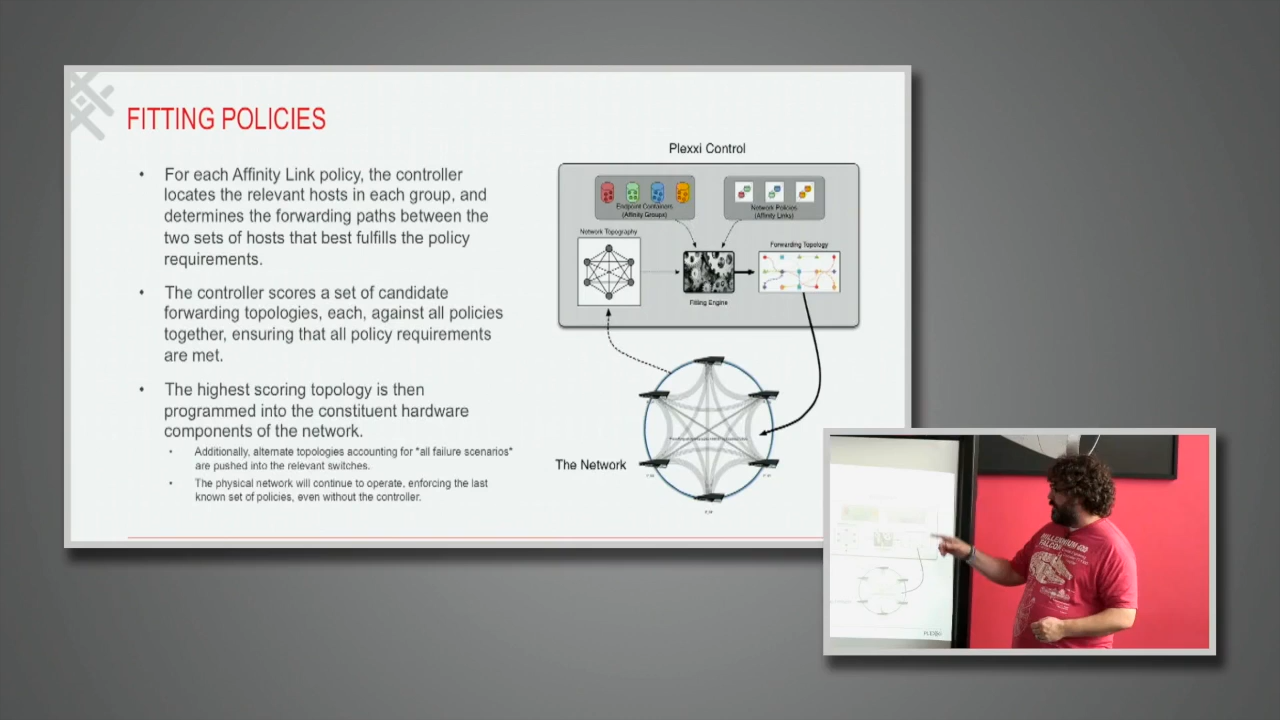 FITTING POLICIES
• For each Affinity Link policy, the controller
locates the relevant hosts in each group, and
determines the forwarding paths between the
two sets of hosts that best fulfills the policy
requirements.
• The controller scores a set of candidate
forwarding topologies, each, against all policies
together, ensuring that all policy requirements
are met.
• The highest scoring topology is then
programmed into the constituent hardware
components of the network.
• Additionally, alternate topologies accounting for *all failure scenarios*
are pushed into the relevant switches.
• The physical network will continue to operate, enforcing the last
known set of policies, even without the controller.
Plexxi Control
Endpoint Containers
(Affinity Groups)
Network Policies
(Affinity Links)
Network Topography
Forwarding Topology
Fitting Engine
The Network
MILLENNIUM
FALCON
PLEXXI